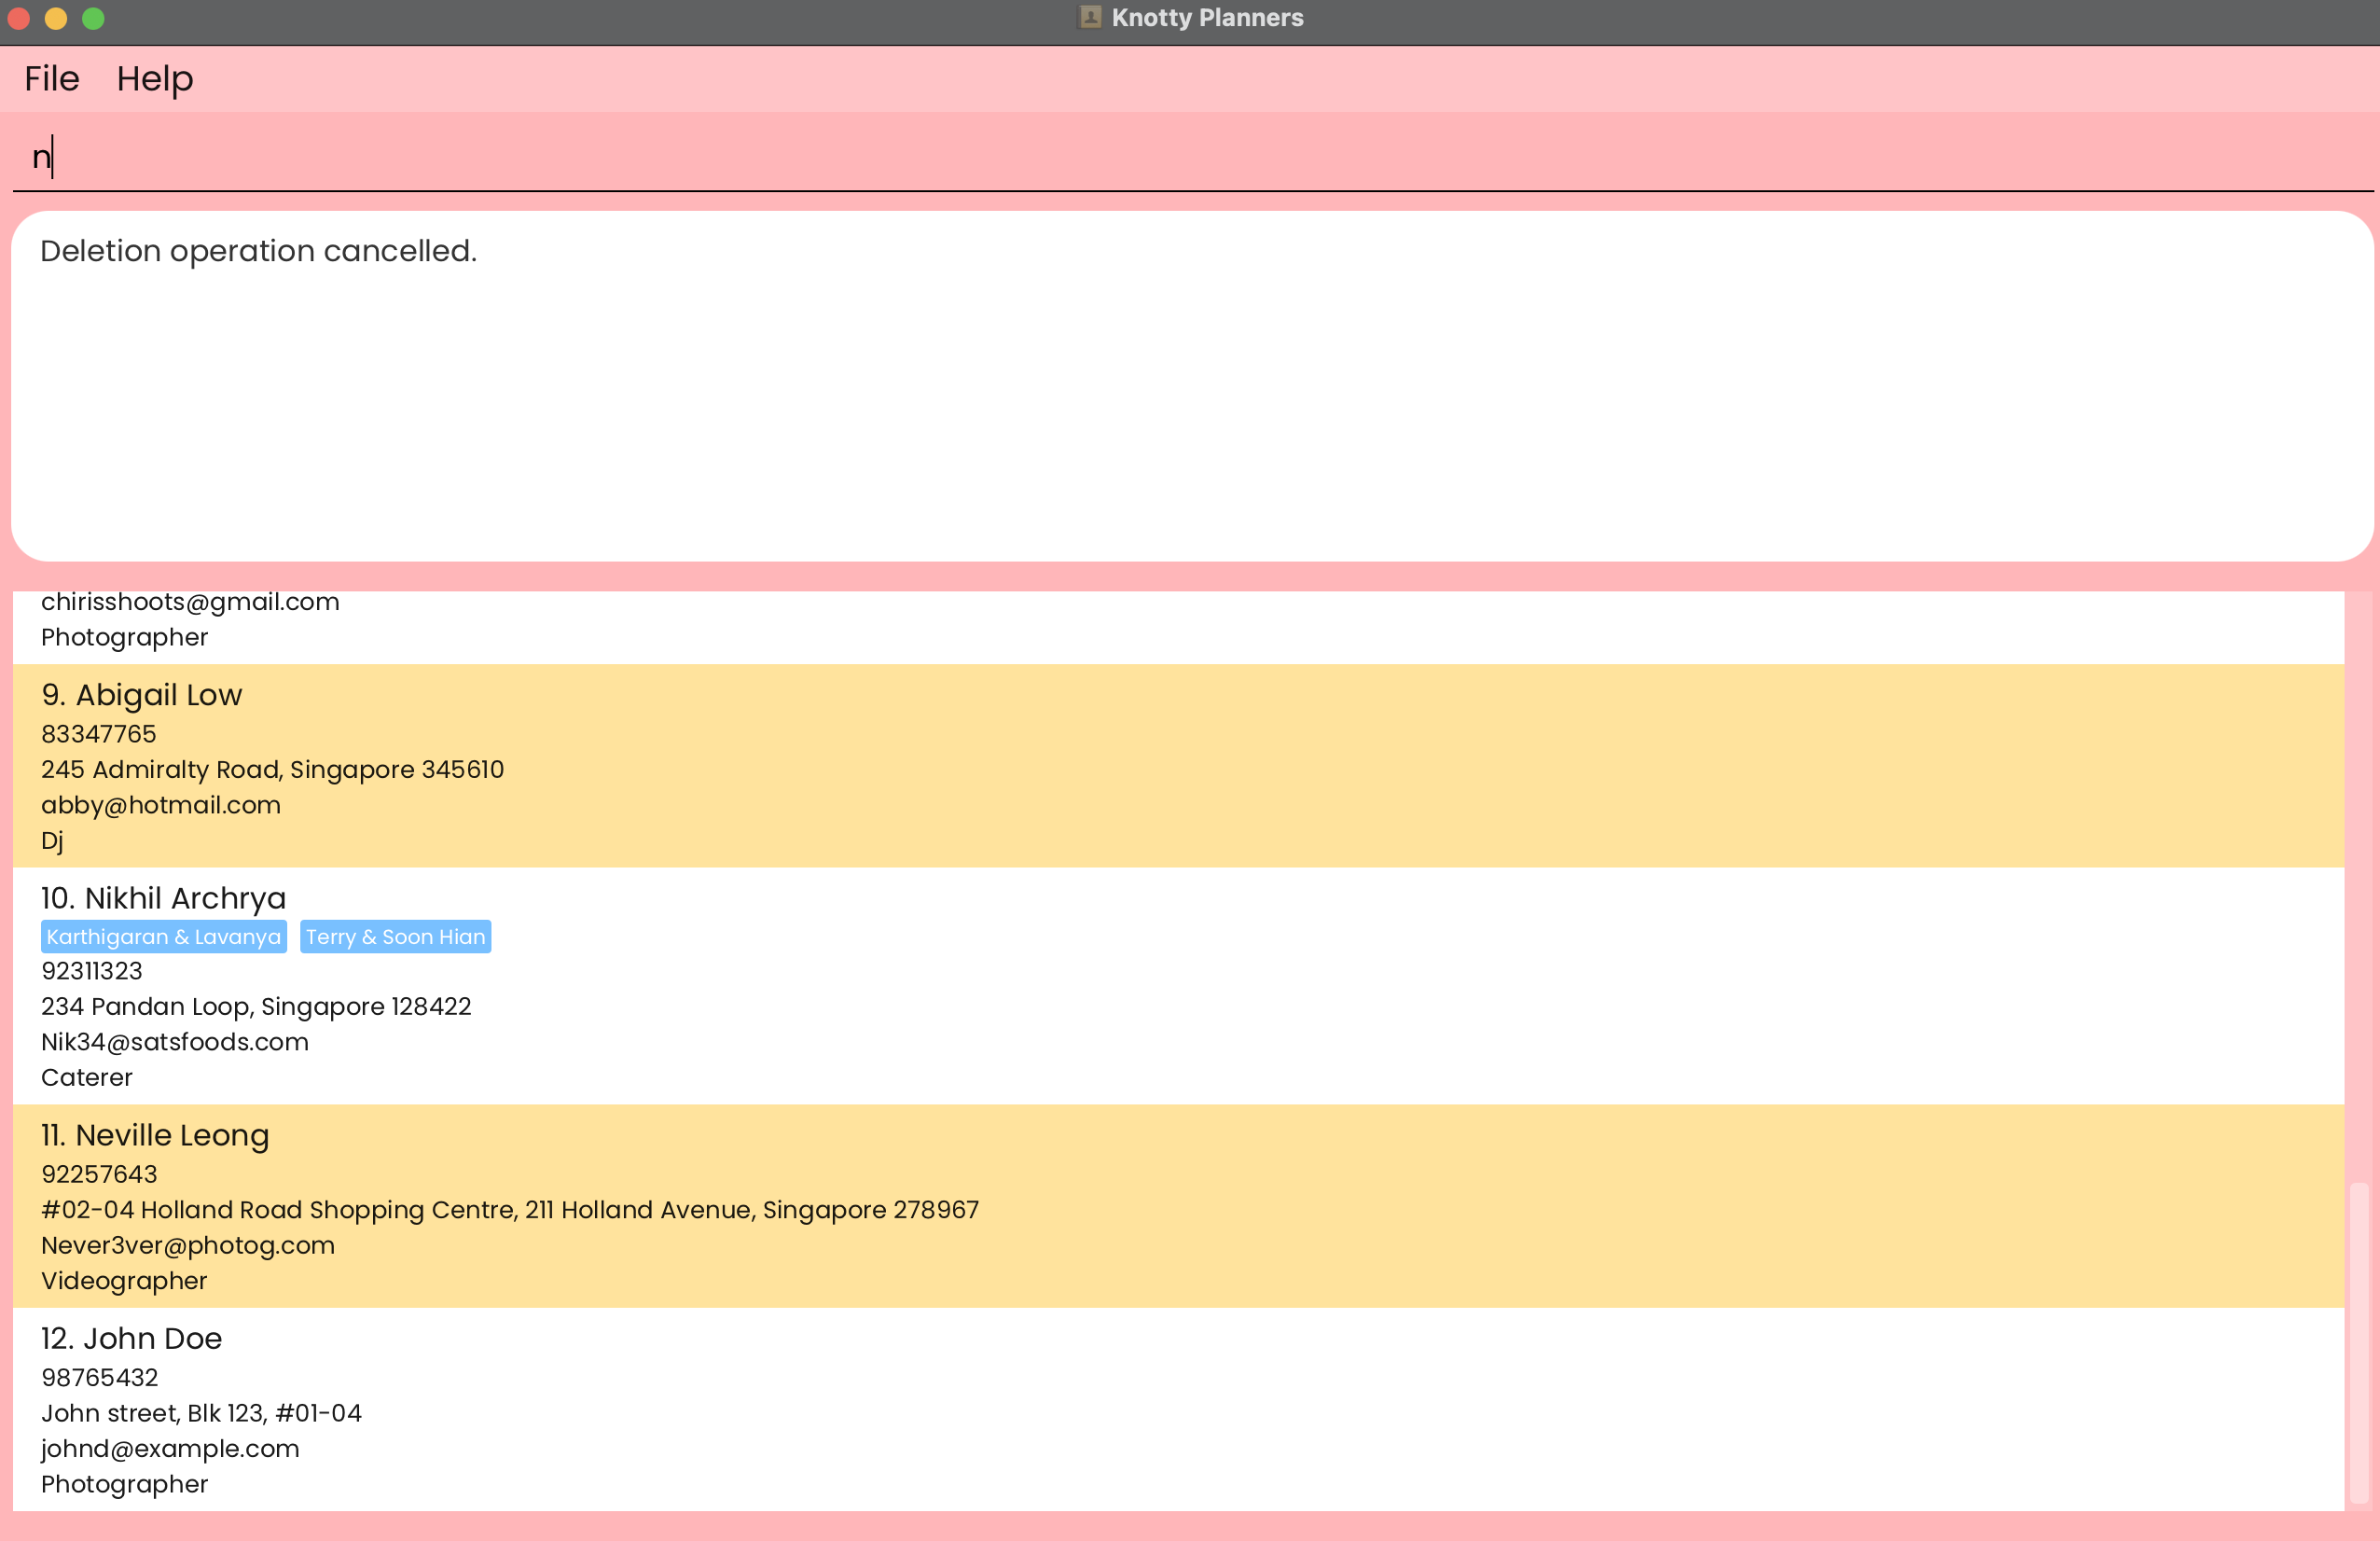 Knotty Planners
File Help
n
Deletion operation cancelled.
chirisshoots@gmail.com
Photographer
9. Abigail Low
83347765
245 Admiralty Road, Singapore 345610
abby@hotmail.com
Dj
10. Nikhil Archrya
Karthigaran & Lavanya Terry & Soon Hian
92311323
234 Pandan Loop, Singapore 128422
Nik34@satsfoods.com
Caterer
11. Neville Leong
92257643
#02-04 Holland Road Shopping Centre, 211 Holland Avenue, Singapore 278967
Never3ver@photog.com
Videographer
12. John Doe
98765432
John street, Blk 123, #01-04
johnd@example.com
Photographer